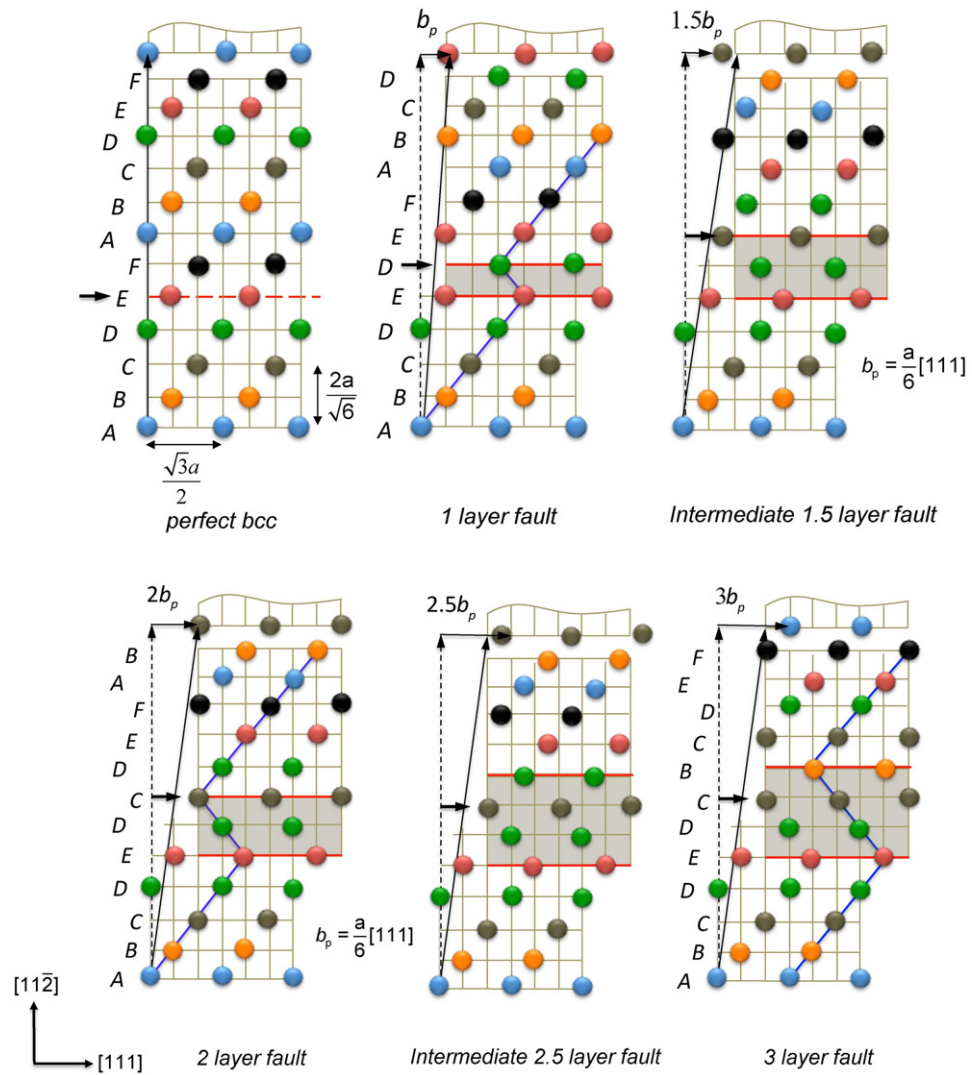 F
E
D
C
B
A
F
E
D
C
B
A
2a
√6
√3a
2
perfect bcc
b_p
D
C
B
A
F
E
D
E
D
C
B
A
1 layer fault
1.5b_p
b_p = a/6 [111]
Intermediate 1.5 layer fault
2b_p
B
A
F
E
D
C
D
E
D
C
B
A
b_p = a/6 [111]
[112̄]
[111]
2 layer fault
2.5b_p
Intermediate 2.5 layer fault
3b_p
F
E
D
C
B
C
D
E
D
C
B
A
3 layer fault